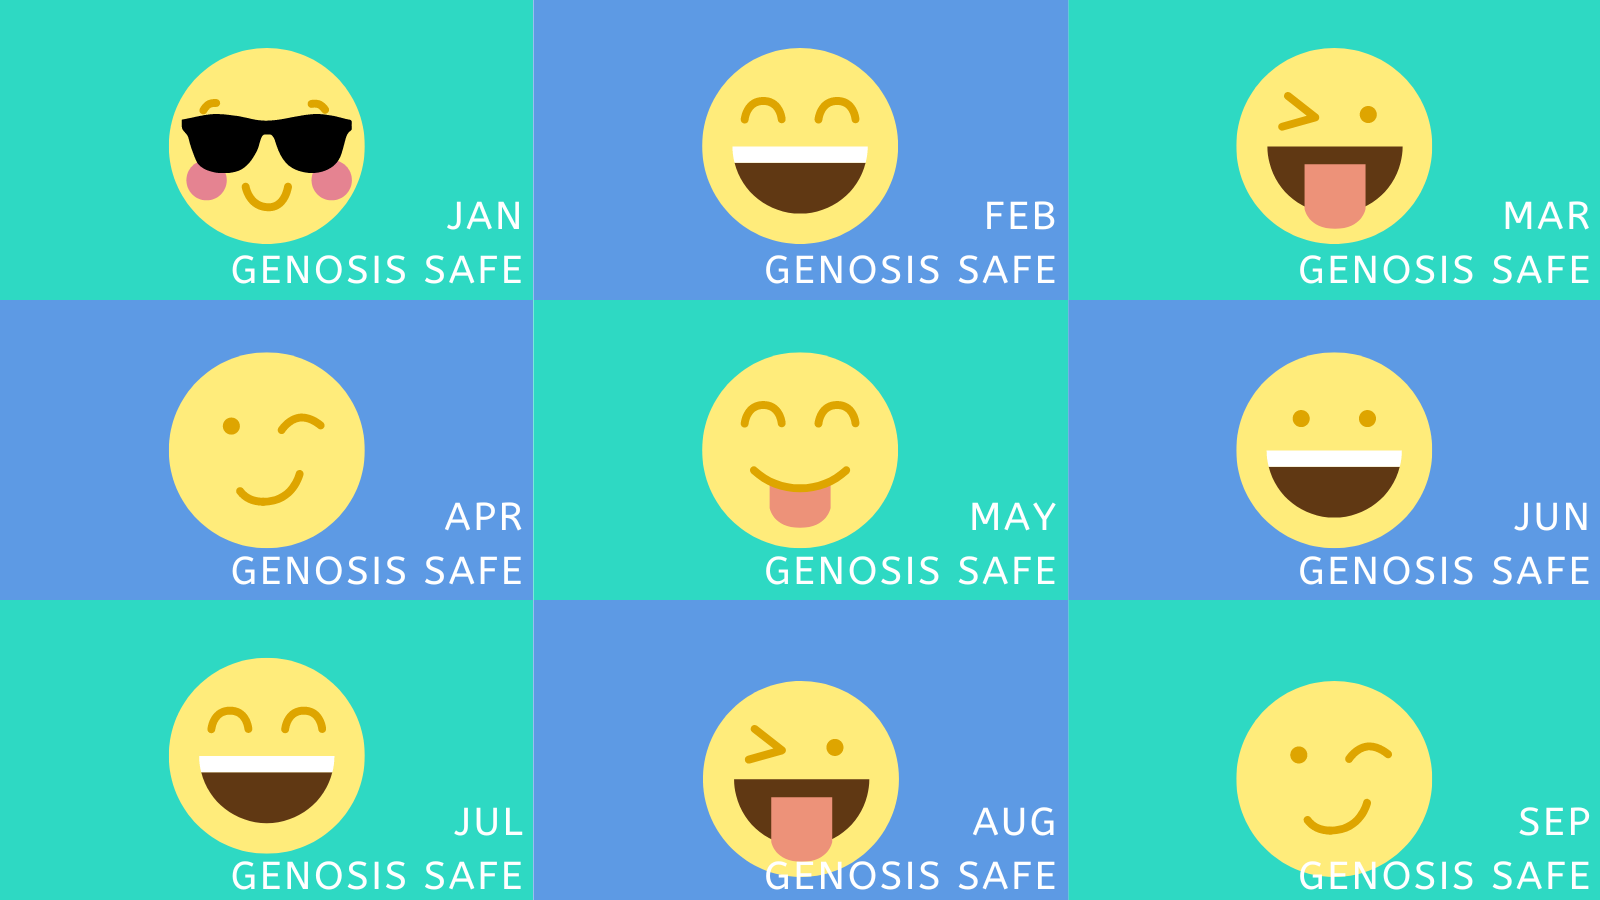 JAN
GENOSIS SAFE
FEB
GENOSIS SAFE
MAR
GENOSIS SAFE
APR
GENOSIS SAFE
MAY
GENOSIS SAFE
JUN
GENOSIS SAFE
JUL
GENOSIS SAFE
AUG
GENOSIS SAFE
SEP
GENOSIS SAFE